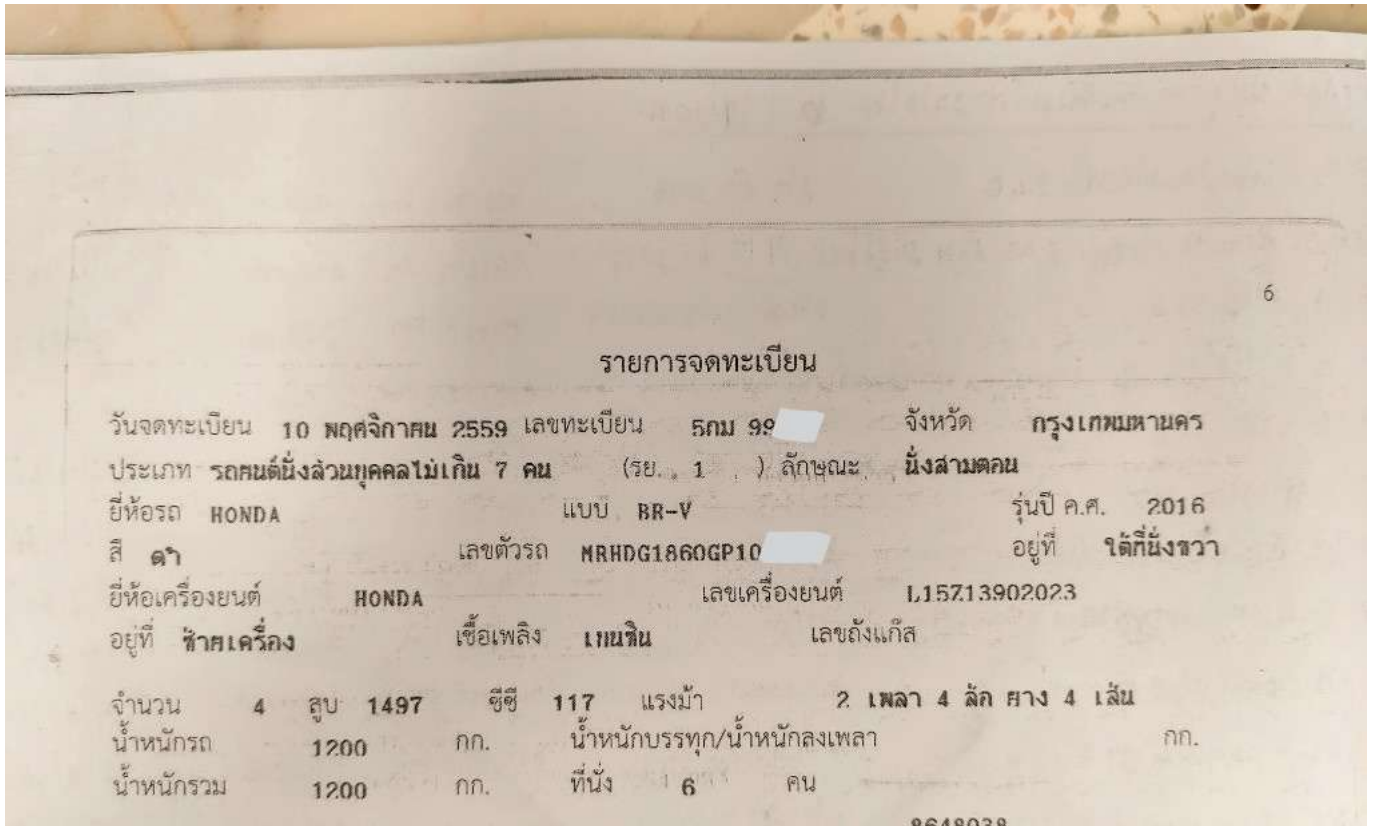 6
รายการจดทะเบียน
วันจดทะเบียน 10 พฤศจิกายน 2559 เลขทะเบียน 5กม 99 จังหวัด กรุงเทพมหานคร
ประเภท รถยนต์นั่งส่วนบุคคลไม่เกิน 7 คน (รย. 1 ) ลักษณะ นั่งสามตอน
ยี่ห้อรถ HONDA แบบ BR-V รุ่นปี ค.ศ. 2016
สี ดำ เลขตัวรถ MRHDG1860GP10 อยู่ที่ ใต้ที่นั่งขวา
ยี่ห้อเครื่องยนต์ HONDA เลขเครื่องยนต์ L15Z13902023
อยู่ที่ ซ้ายเครื่อง เชื้อเพลิง เบนซิน เลขถังแก๊ส
จำนวน 4 สูบ 1497 ซีซี 117 แรงม้า 2 เพลา 4 ล้อ ยาง 4 เส้น
น้ำหนักรถ 1200 กก. น้ำหนักบรรทุก/น้ำหนักลงเพลา กก.
น้ำหนักรวม 1200 กก. ที่นั่ง 6 คน